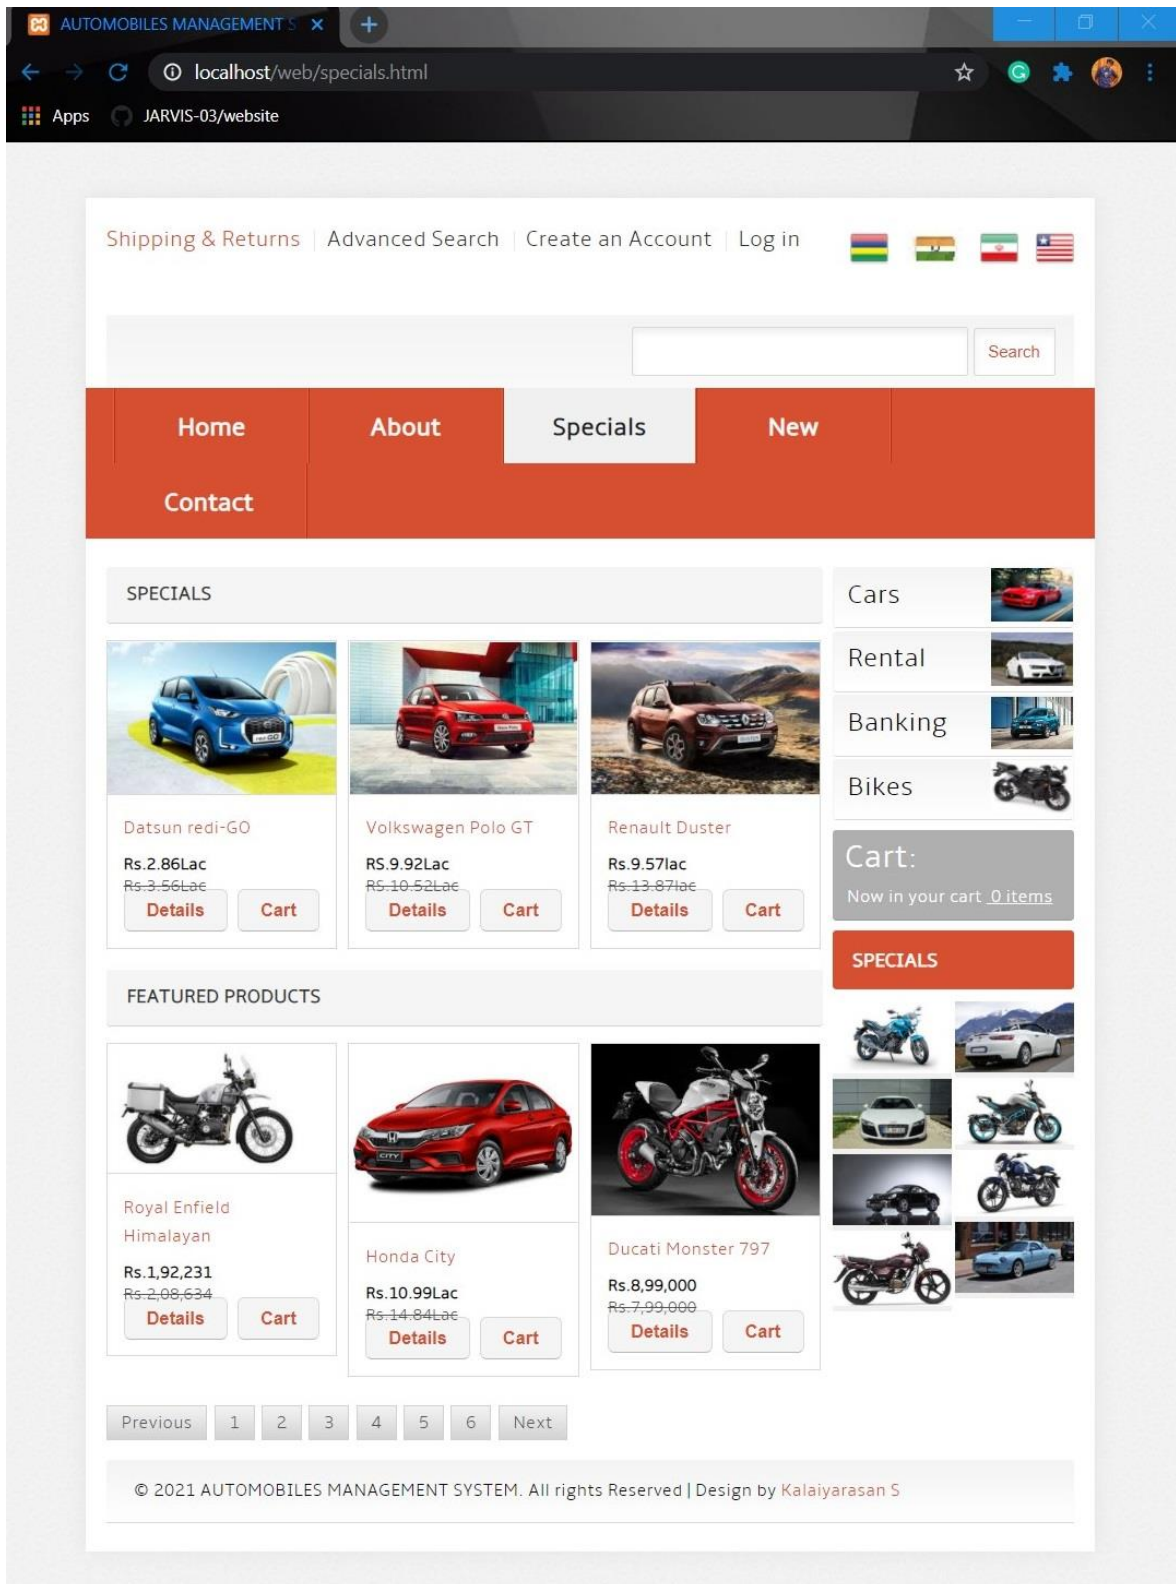 AUTOMOBILES MANAGEMENT S
localhost/web/specials.html
Apps JARVIS-03/website
Shipping & Returns Advanced Search Create an Account Log in
Search
Home About Specials New
Contact
SPECIALS
Datsun redi-GO
Rs.2.86Lac
Rs.3.56Lac
Details Cart
Volkswagen Polo GT
RS.9.92Lac
RS.10.52Lac
Details Cart
Renault Duster
Rs.9.57lac
Rs.13.87lac
Details Cart
FEATURED PRODUCTS
Royal Enfield
Himalayan
Rs.1,92,231
Rs.2,08,634
Details Cart
CITY
Honda City
Rs.10.99Lac
Rs.14.84Lac
Details Cart
Ducati Monster 797
Rs.8,99,000
Rs.7,99,000
Details Cart
Cars
Rental
Banking
Bikes
Cart:
Now in your cart 0 items
SPECIALS
Previous 1 2 3 4 5 6 Next
© 2021 AUTOMOBILES MANAGEMENT SYSTEM. All rights Reserved | Design by Kalaiyarasan S